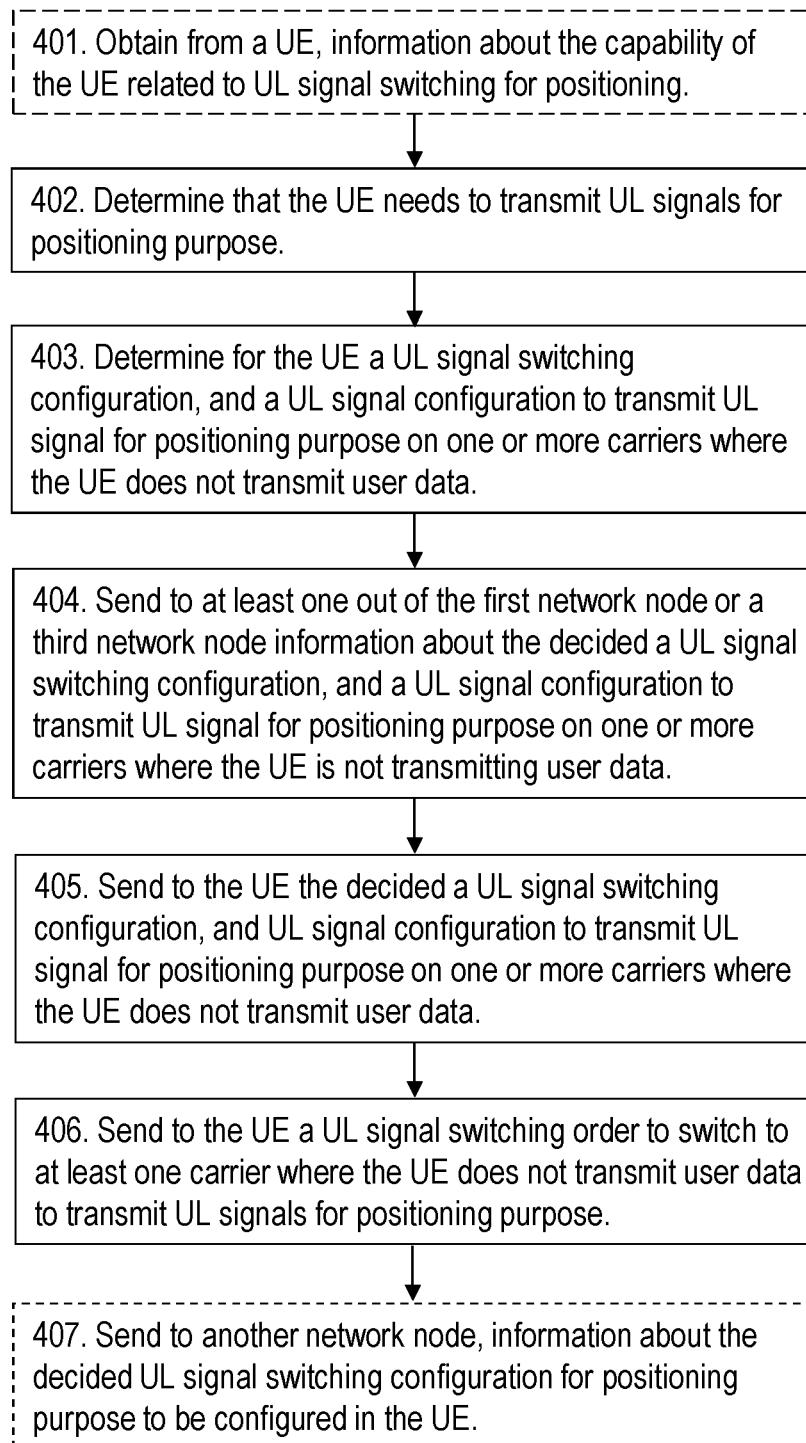 401. Obtain from a UE, information about the capability of
the UE related to UL signal switching for positioning.
402. Determine that the UE needs to transmit UL signals for
positioning purpose.
403. Determine for the UE a UL signal switching
configuration, and a UL signal configuration to transmit UL
signal for positioning purpose on one or more carriers where
the UE does not transmit user data.
404. Send to at least one out of the first network node or a
third network node information about the decided a UL signal
switching configuration, and a UL signal configuration to
transmit UL signal for positioning purpose on one or more
carriers where the UE is not transmitting user data.
405. Send to the UE the decided a UL signal switching
configuration, and UL signal configuration to transmit UL
signal for positioning purpose on one or more carriers where
the UE does not transmit user data.
406. Send to the UE a UL signal switching order to switch to
at least one carrier where the UE does not transmit user data
to transmit UL signals for positioning purpose.
407. Send to another network node, information about the
decided UL signal switching configuration for positioning
purpose to be configured in the UE.